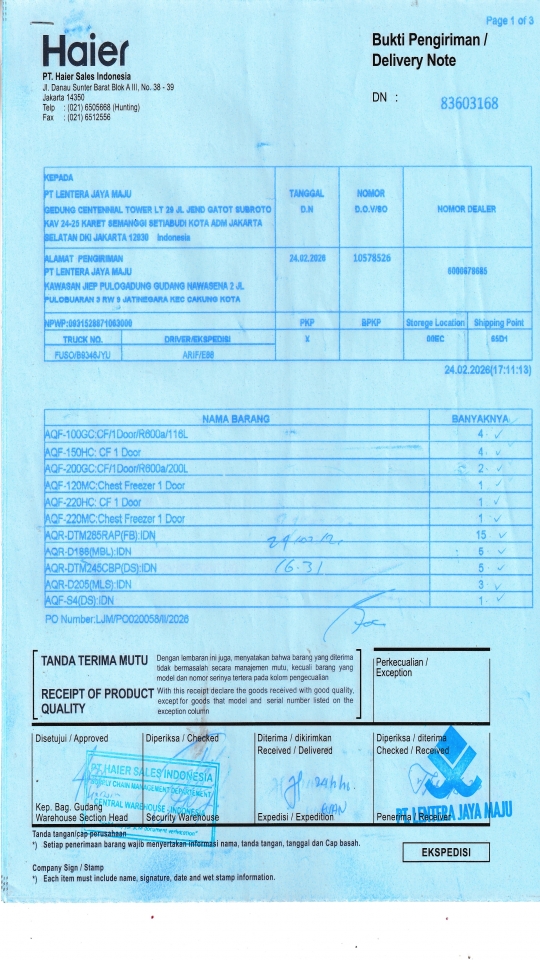 Page 1 of 3
Haier
Bukti Pengiriman /
Delivery Note
PT. Haier Sales Indonesia
Jl. Danau Sunter Barat Blok A III, No. 38 - 39
Jakarta 14350
Telp : (021) 6505668 (Hunting)
Fax : (021) 6512556
DN : 83603168
KEPADA
PT LENTERA JAYA MAJU
GEDUNG CENTENNIAL TOWER LT 29 JL JEND GATOT SUBROTO
KAV 24-25 KARET SEMANGGI SETIABUDI KOTA ADM JAKARTA
SELATAN DKI JAKARTA 12930 Indonesia
TANGGAL
D.N
NOMOR
D.O.V/SO
NOMOR DEALER
ALAMAT PENGIRIMAN
PT LENTERA JAYA MAJU
KAWASAN JIEP PULOGADUNG GUDANG NAWASENA 2 JL
PULOBUARAN 3 RW 5 JATINEGARA KEC CAKUNG KOTA
24.02.2026
10578526
NPWP:
PKP
BPKP
Storege Location
Shipping Point
TRUCK NO.
DRIVER/EKSPEDISI
X
65D1
FUSO/B9346JYU
24.02.2026(17:11:13)
NAMA BARANG BANYAKNYA
AQF-100GC:CF/1Door/R600a/116L 4
AQF-150HC: CF 1 Door 4
AQF-200GC:CF/1Door/R600a/200L 2
AQF-120MC:Chest Freezer 1 Door 1
AQF-220HC: CF 1 Door 1
AQF-220MC:Chest Freezer 1 Door 1
AQR-DTM285RAP(FB):IDN 15
AQR-D186(MBL):IDN
AQR-DTM245CBP(DS):IDN 5
AQR-D205(MLS):IDN 3
AQF-S4(DS):IDN 1
16.31
PO Number:LJM/PO020058/II/2026
TANDA TERIMA MUTU
Dengan lembaran ini juga, menyatakan bahwa barang yang diterima
tidak bermasalah secara manajemen mutu, kecuali barang yang
model dan nomor serinya tertera pada kolom pengecualian
RECEIPT OF PRODUCT
QUALITY
With this receipt declare the goods received with good quality,
except for goods that model and serial number listed on the
exception column
Perkecualian /
Exception
Disetujui / Approved
Diperiksa / Checked
Diterima / dikirimkan
Received / Delivered
Diperiksa / diterima
Checked / Received
PT. HAIER SALES INDONESIA
SUPPLY CHAIN MANAGEMENT DEPARTEMENT
CENTRAL WAREHOUSE - INDONESIA
PT LENTERA JAYA MAJU
Kep. Bag. Gudang
Warehouse Section Head
Security Warehouse
Expedisi / Expedition
Penerima / Receiver
Tanda tangan/cap perusahaan
*) Setiap penerimaan barang wajib menyertakan informasi nama, tanda tangan, tanggal dan Cap basah.
EKSPEDISI
Company Sign / Stamp
*) Each item must include name, signature, date and wet stamp information.